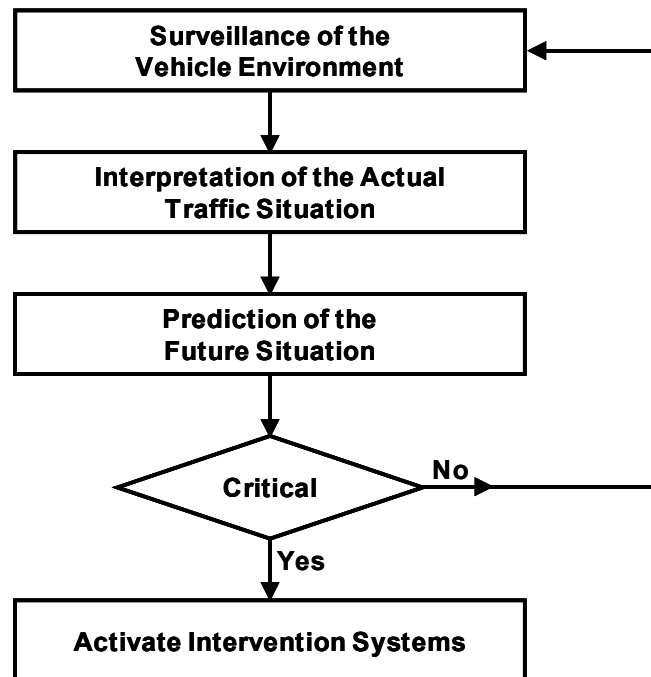 Surveillance of the
Vehicle Environment
Interpretation of the Actual
Traffic Situation
Prediction of the
Future Situation
Critical
No
Yes
Activate Intervention Systems